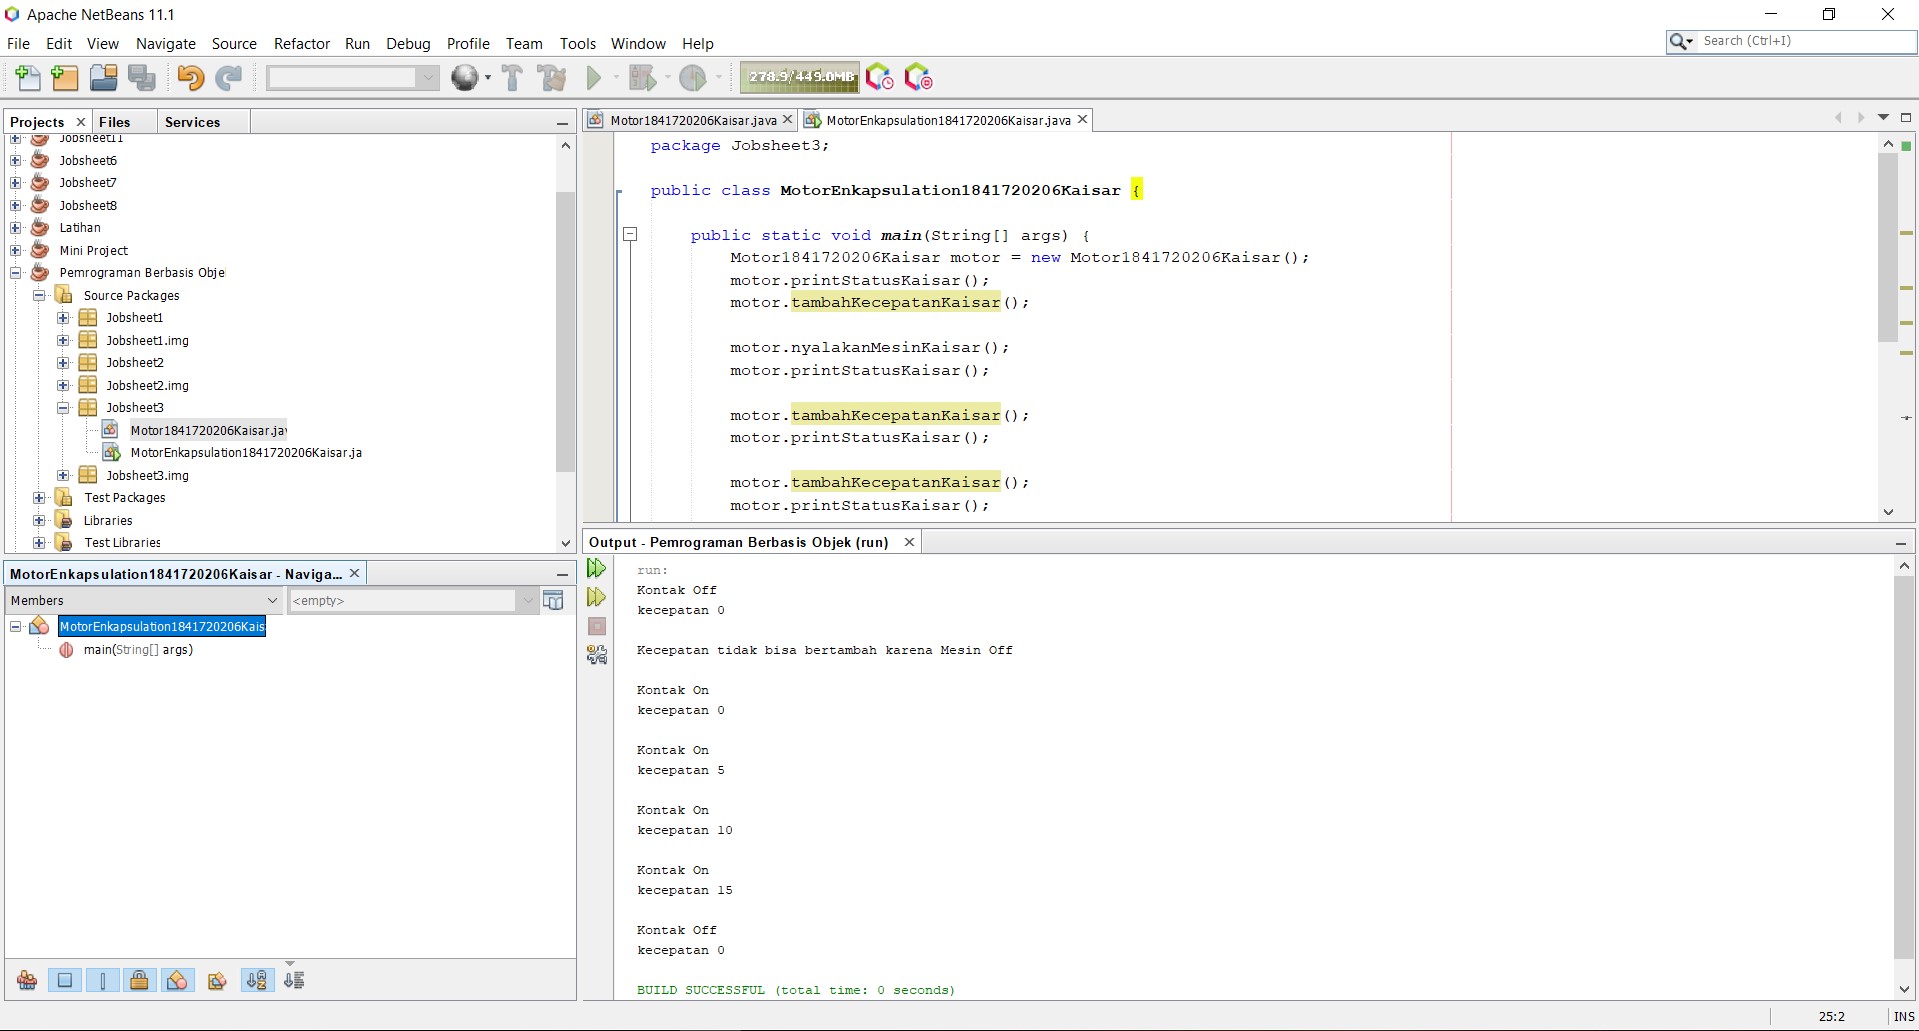 Apache NetBeans 11.1
File Edit View Navigate Source Refactor Run Debug Profile Team Tools Window Help
Search (Ctrl+I)
278.9/449.0MB
Projects Files Services
Jobsheet11
Jobsheet6
Jobsheet7
Jobsheet8
Latihan
Mini Project
Pemrograman Berbasis Obje
Source Packages
Jobsheet1
Jobsheet1.img
Jobsheet2
Jobsheet2.img
Jobsheet3
Motor1841720206Kaisar.jav
MotorEnkapsulation1841720206Kaisar.ja
Jobsheet3.img
Test Packages
Libraries
Test Libraries
MotorEnkapsulation1841720206Kaisar - Naviga...
Members
<empty>
MotorEnkapsulation1841720206Kais
main(String[] args)
Motor1841720206Kaisar.java MotorEnkapsulation1841720206Kaisar.java
package Jobsheet3;
public class MotorEnkapsulation1841720206Kaisar {
public static void main(String[] args) {
Motor1841720206Kaisar motor = new Motor1841720206Kaisar();
motor.printStatusKaisar();
motor.tambahKecepatanKaisar();
motor.nyalakanMesinKaisar();
motor.printStatusKaisar();
motor.tambahKecepatanKaisar();
motor.printStatusKaisar();
motor.tambahKecepatanKaisar();
motor.printStatusKaisar();
Output - Pemrograman Berbasis Objek (run)
run:
Kontak Off
kecepatan 0
Kecepatan tidak bisa bertambah karena Mesin Off
Kontak On
kecepatan 0
Kontak On
kecepatan 5
Kontak On
kecepatan 10
Kontak On
kecepatan 15
Kontak Off
kecepatan 0
BUILD SUCCESSFUL (total time: 0 seconds)
25:2 INS